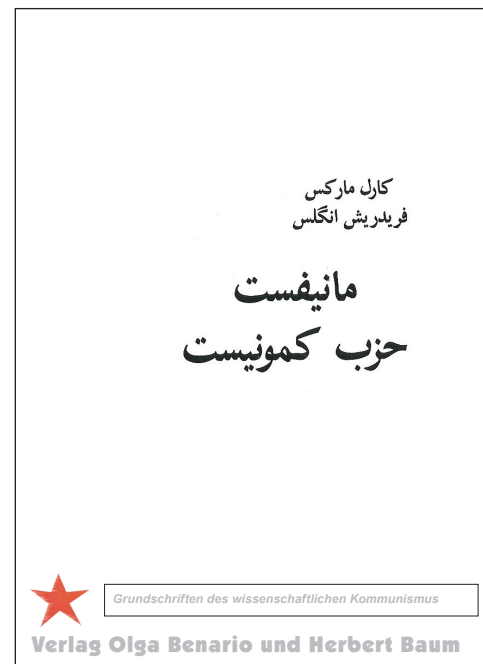 کارل مارکس
فریدریش انگلس
مانیفست
حزب کمونیست
Grundschriften des wissenschaftlichen Kommunismus
Verlag Olga Benario und Herbert Baum